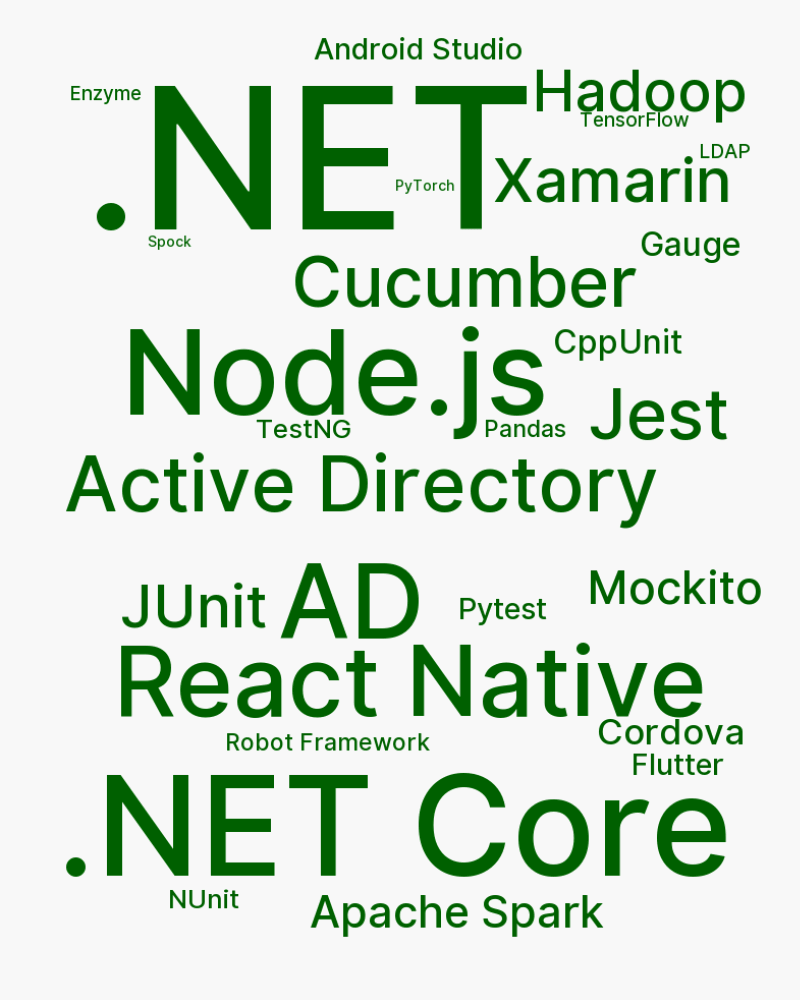 Android Studio
Hadoop
Enzyme
.NET
TensorFlow
LDAP
Xamarin
PyTorch
Spock
Gauge
Cucumber
Node.js
CppUnit
Jest
TestNG
Pandas
Active Directory
JUnit
AD
Pytest
Mockito
React Native
Cordova
Robot Framework
Flutter
.NET Core
NUnit
Apache Spark